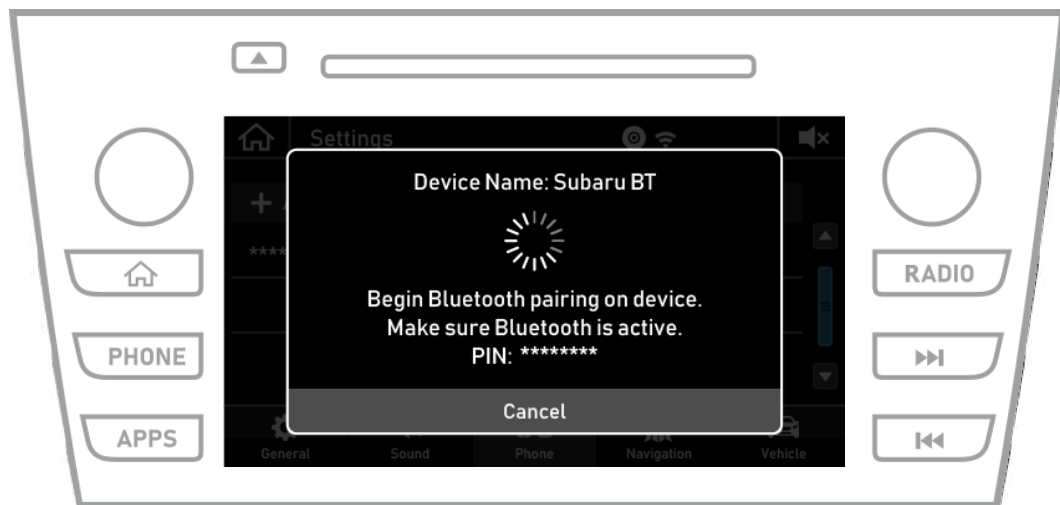 Settings
Device Name: Subaru BT
+ A
****
Begin Bluetooth pairing on device.
Make sure Bluetooth is active.
PIN: ********
Cancel
General Sound Phone Navigation Vehicle
RADIO
PHONE
APPS